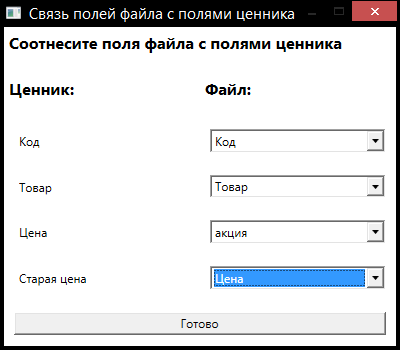 Связь полей файла с полями ценника
Соотнесите поля файла с полями ценника
Ценник: Файл:
Код Код
Товар Товар
Цена акция
Старая цена Цена
Готово